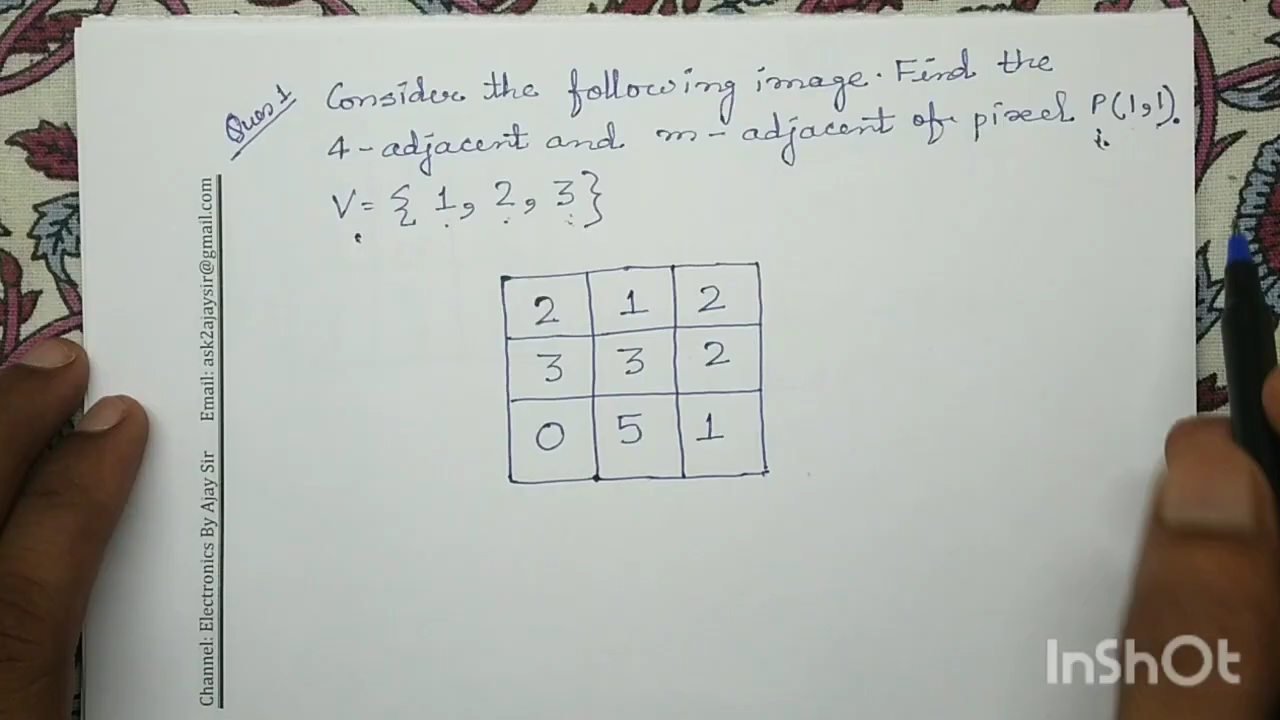 Ques 1
Consider the following image. Find the
4-adjacent and m-adjacent of pixel P(1,1).
V= { 1, 2, 3 }
2 1 2
3 3 2
0 5 1
Channel: Electronics By Ajay Sir Email: ask2ajaysir@gmail.com
InShOt